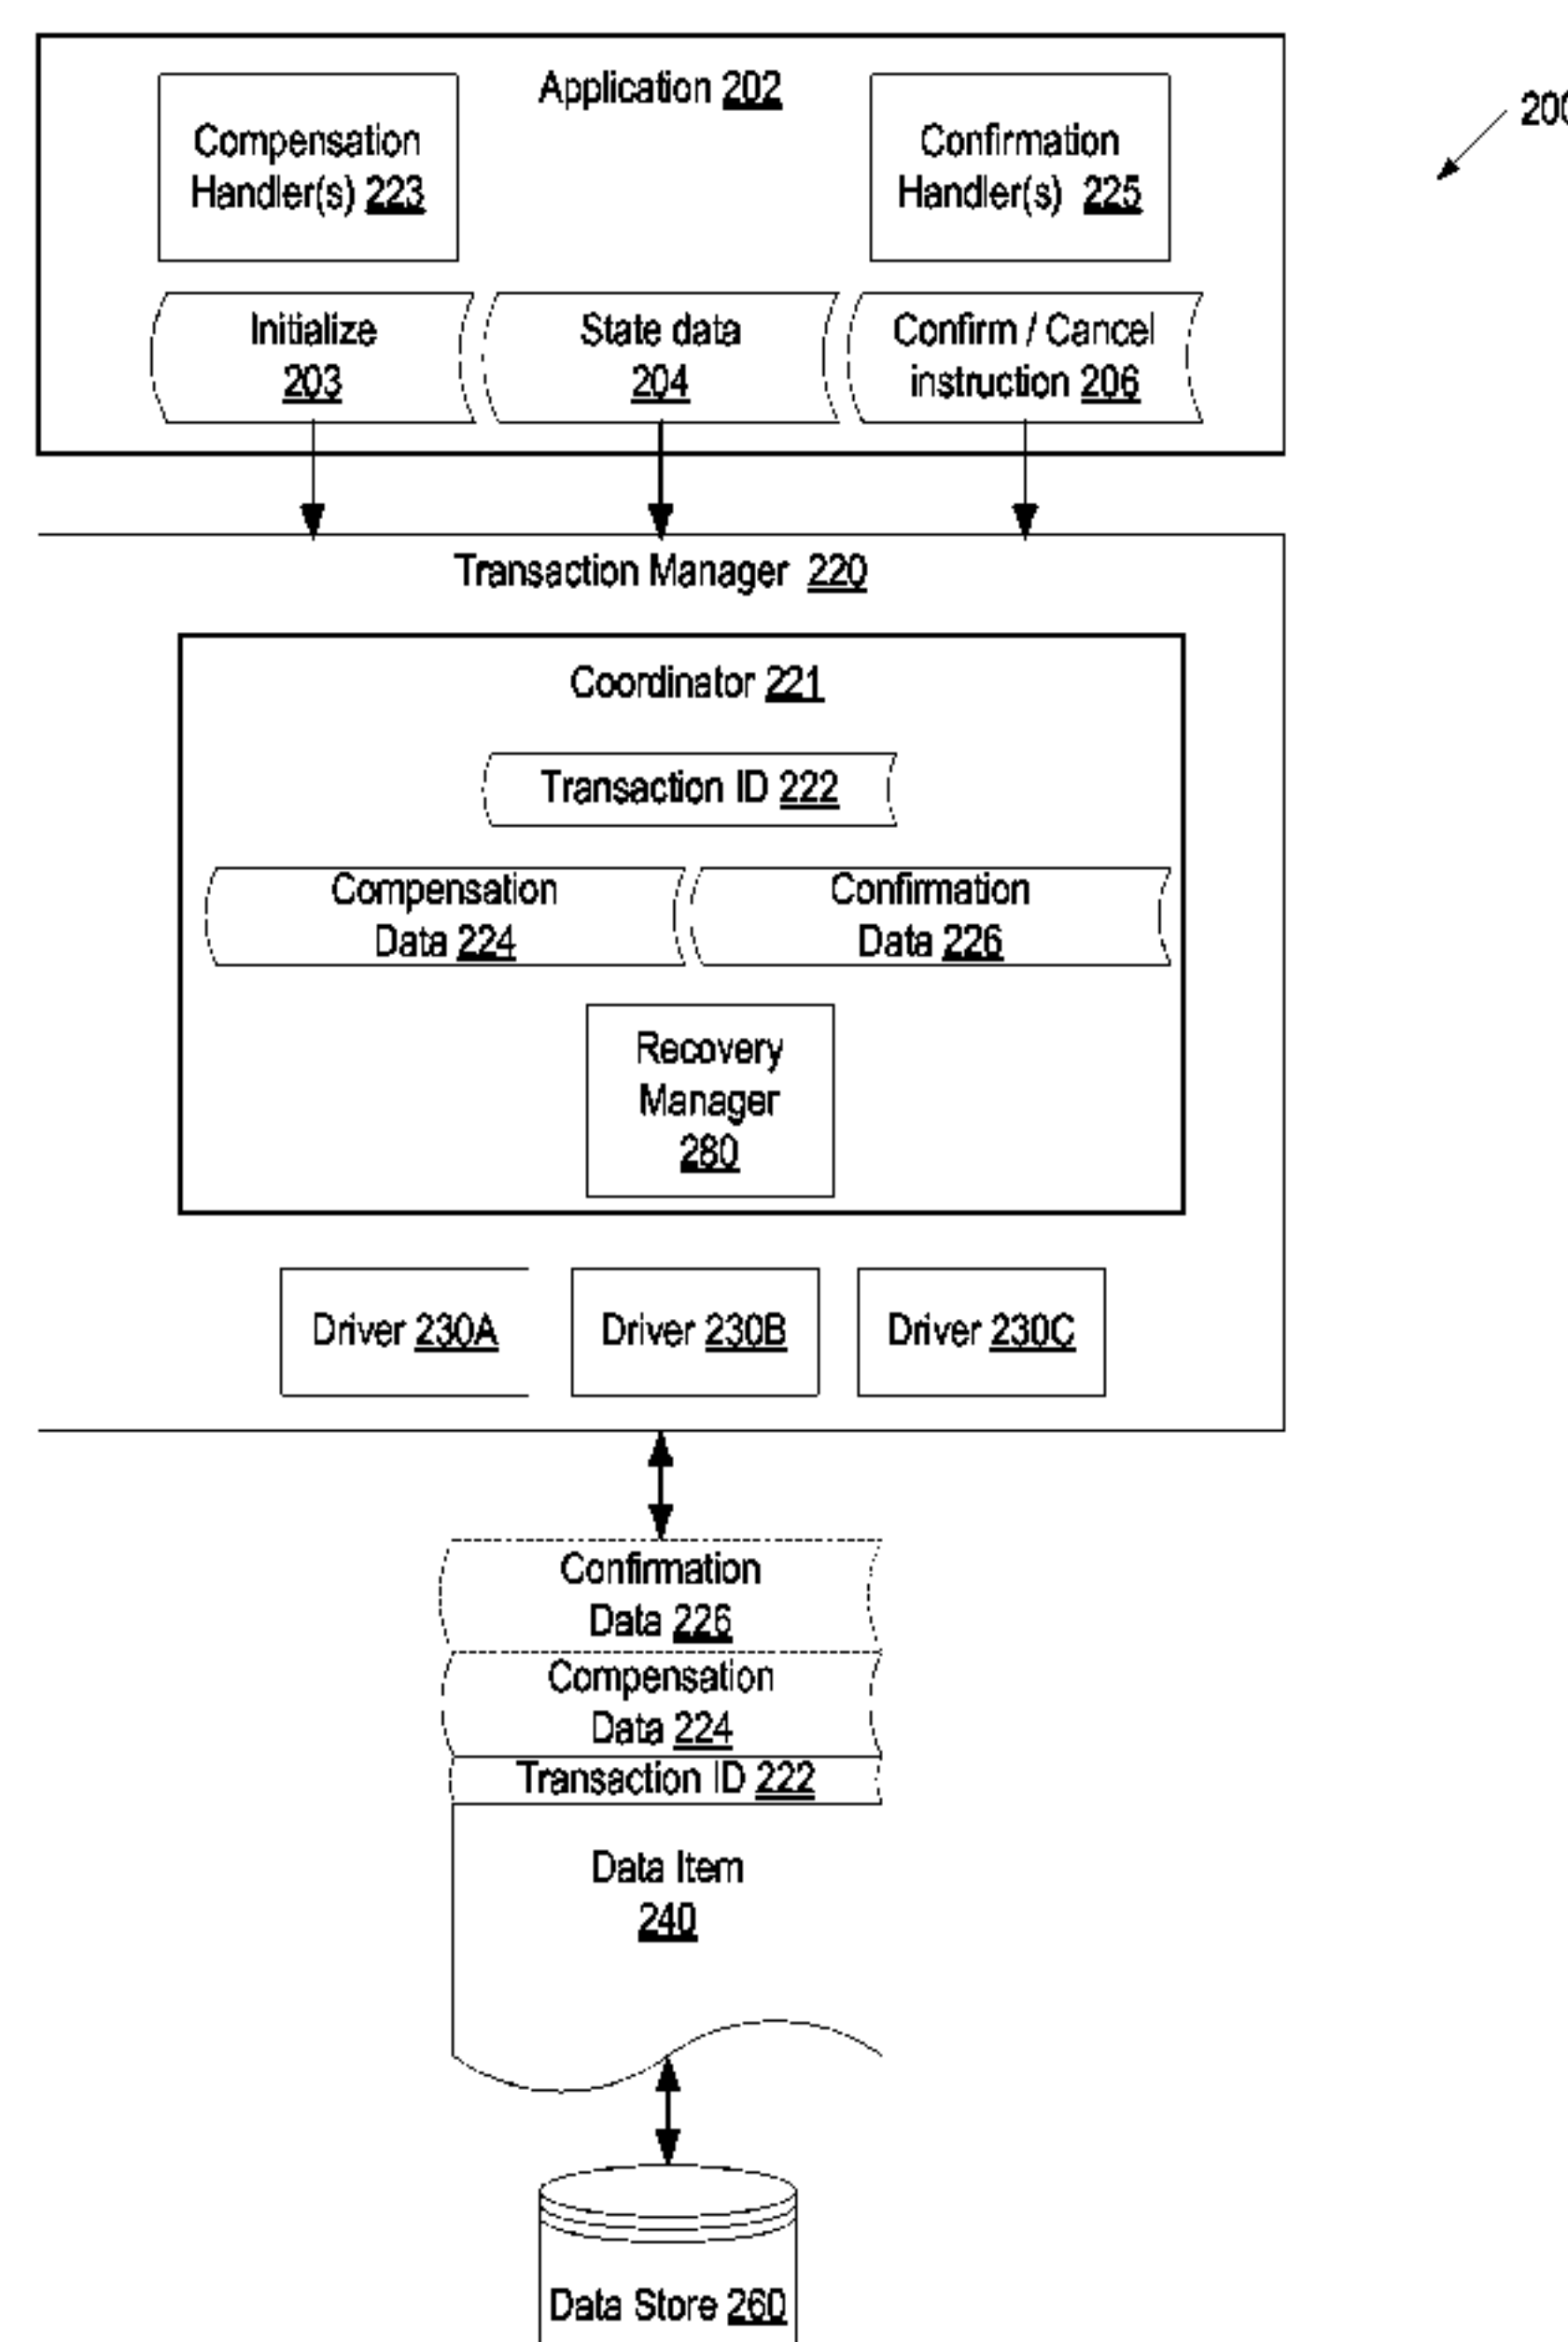 Application 202
200
Compensation
Handler(s) 223
Confirmation
Handler(s) 225
Initialize
203
State data
204
Confirm / Cancel
instruction 206
Transaction Manager 220
Coordinator 221
Transaction ID 222
Compensation
Data 224
Confirmation
Data 226
Recovery
Manager
280
Driver 230A
Driver 230B
Driver 230C
Confirmation
Data 226
Compensation
Data 224
Transaction ID 222
Data Item
240
Data Store 260